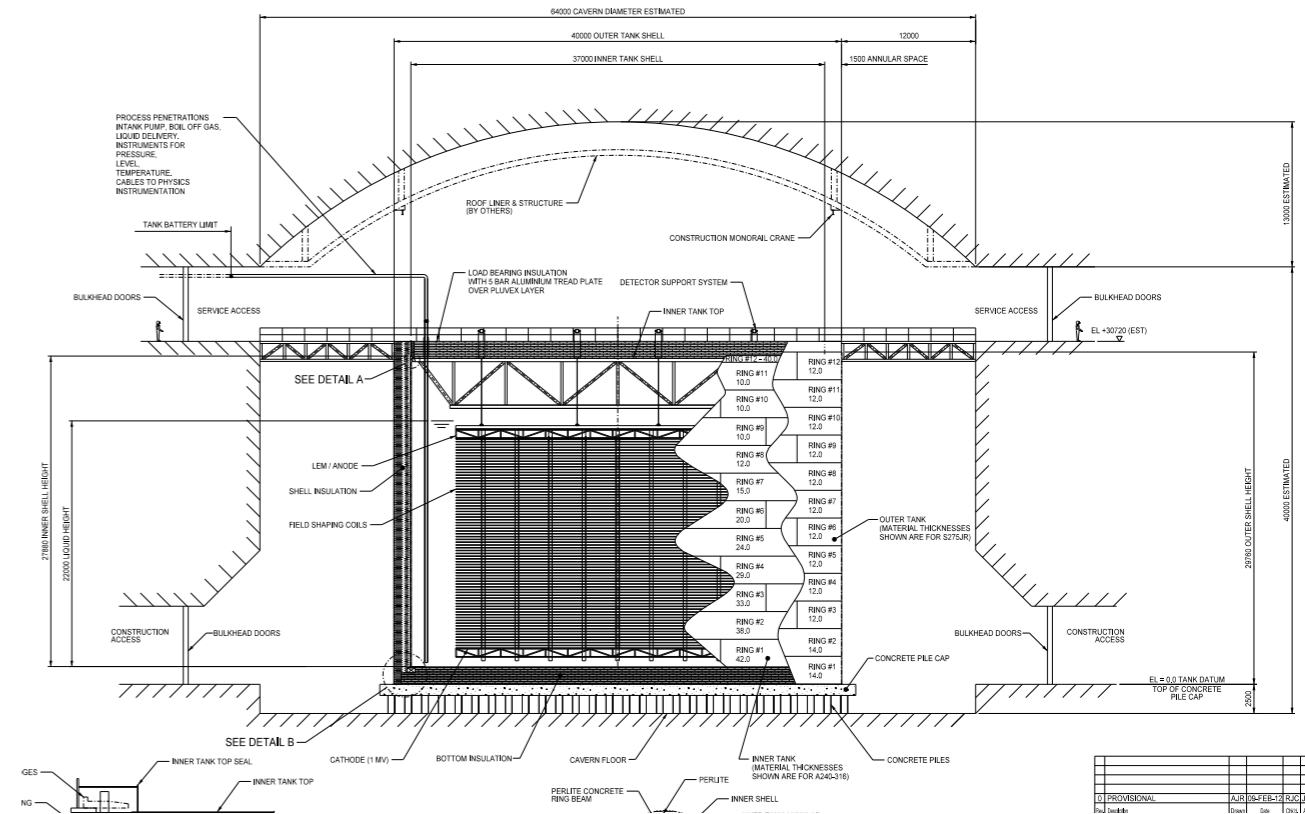 64000 CAVERN DIAMETER ESTIMATED
40000 OUTER TANK SHELL
12000
37000 INNER TANK SHELL
1500 ANNULAR SPACE
PROCESS PENETRATIONS
INTANK PUMP, BOIL OFF GAS,
LIQUID DELIVERY,
INSTRUMENTS FOR
PRESSURE,
LEVEL,
TEMPERATURE,
CABLES TO PHYSICS
INSTRUMENTATION
ROOF LINER & STRUCTURE
(BY OTHERS)
13000 ESTIMATED
TANK BATTERY LIMIT
CONSTRUCTION MONORAIL CRANE
LOAD BEARING INSULATION
WITH 5 BAR ALUMINIUM TREAD PLATE
OVER PLUVEX LAYER
DETECTOR SUPPORT SYSTEM
BULKHEAD DOORS
SERVICE ACCESS
INNER TANK TOP
SERVICE ACCESS
BULKHEAD DOORS
EL +30720 (EST)
SEE DETAIL A
RING #12 - 40.0
RING #11
10.0
RING #10
10.0
RING #9
10.0
RING #8
12.0
RING #7
15.0
RING #6
20.0
RING #5
24.0
RING #4
29.0
RING #3
33.0
RING #2
38.0
RING #1
42.0
RING #12
12.0
RING #11
12.0
RING #10
12.0
RING #9
12.0
RING #8
12.0
RING #7
12.0
RING #6
12.0
RING #5
12.0
RING #4
12.0
RING #3
12.0
RING #2
14.0
RING #1
14.0
LEM / ANODE
SHELL INSULATION
FIELD SHAPING COILS
27880 INNER SHELL HEIGHT
22000 LIQUID HEIGHT
OUTER TANK
(MATERIAL THICKNESSES
SHOWN ARE FOR S275JR)
29760 OUTER SHELL HEIGHT
40000 ESTIMATED
CONSTRUCTION
ACCESS
BULKHEAD DOORS
BULKHEAD DOORS
CONSTRUCTION
ACCESS
CONCRETE PILE CAP
EL = 0.0 TANK DATUM
TOP OF CONCRETE
PILE CAP
2500
SEE DETAIL B
CATHODE (1 MV)
BOTTOM INSULATION
CAVERN FLOOR
INNER TANK
(MATERIAL THICKNESSES
SHOWN ARE FOR A240-316)
CONCRETE PILES
INNER TANK TOP SEAL
INNER TANK TOP
GES
NG
PERLITE CONCRETE
RING BEAM
PERLITE
INNER SHELL
0 PROVISIONAL AJR 09-FEB-12 RJC